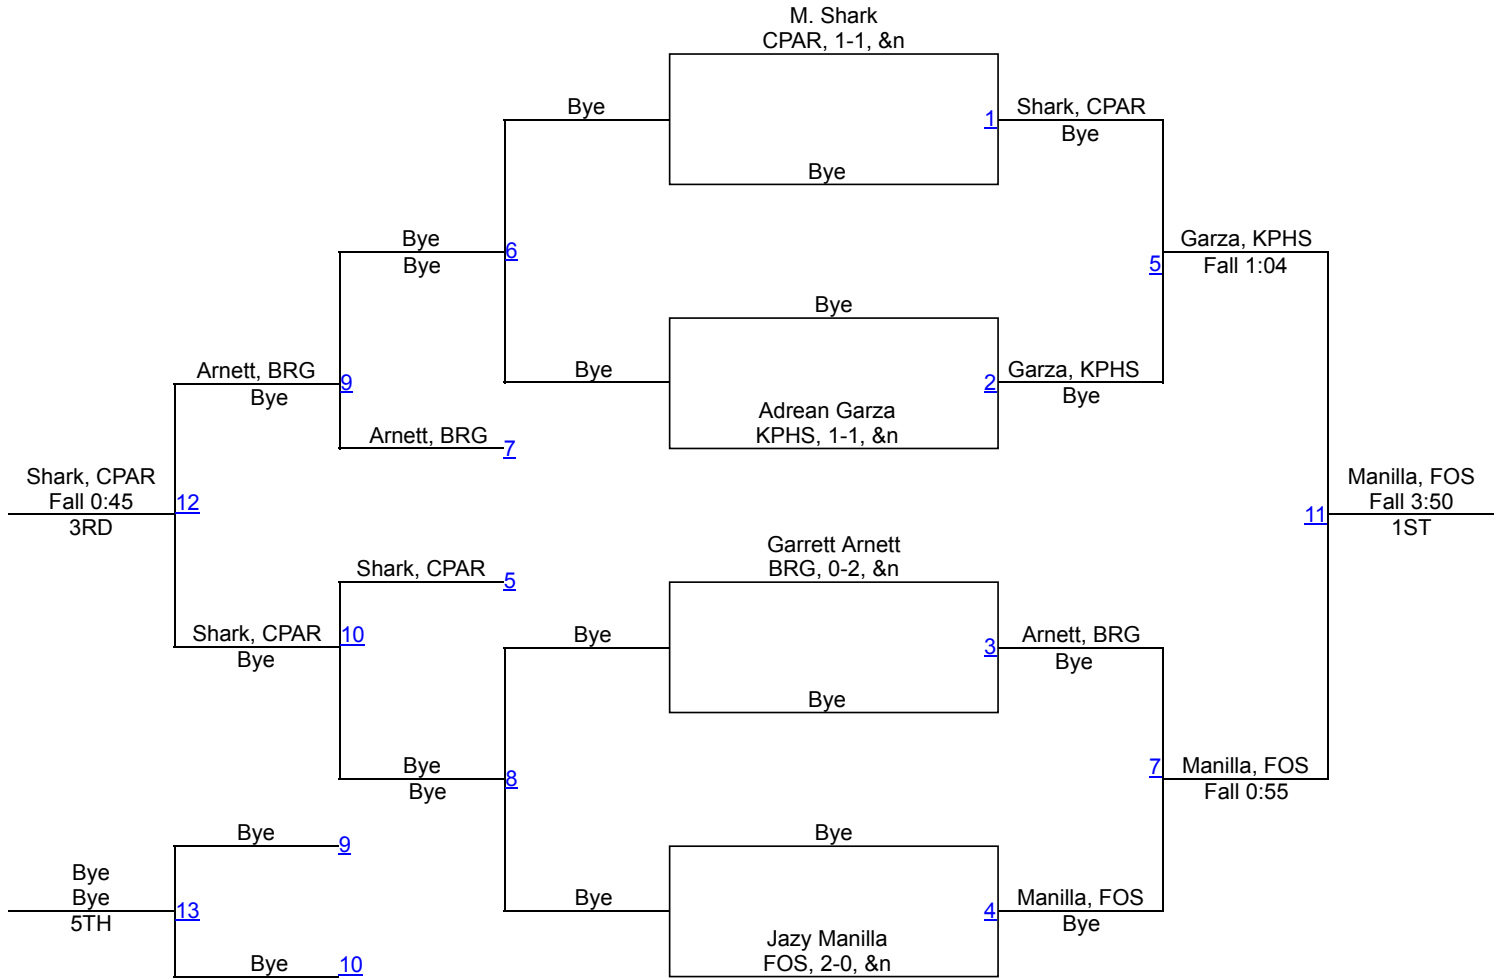 M. Shark
CPAR, 1-1, &n
Bye
1
Shark, CPAR
Bye
Bye
Bye
Bye
6
Garza, KPHS
5
Fall 1:04
Bye
Arnett, BRG
9
Bye
Bye
2
Garza, KPHS
Bye
Adrean Garza
KPHS, 1-1, &n
Arnett, BRG
7
Shark, CPAR
Fall 0:45
12
3RD
Manilla, FOS
Fall 3:50
11
1ST
Garrett Arnett
BRG, 0-2, &n
Shark, CPAR
5
Shark, CPAR
10
Bye
Bye
3
Arnett, BRG
Bye
Bye
Bye
8
Bye
7
Manilla, FOS
Fall 0:55
Bye
9
Bye
Bye
Bye
13
5TH
Bye
4
Manilla, FOS
Bye
Jazy Manilla
FOS, 2-0, &n
Bye
10